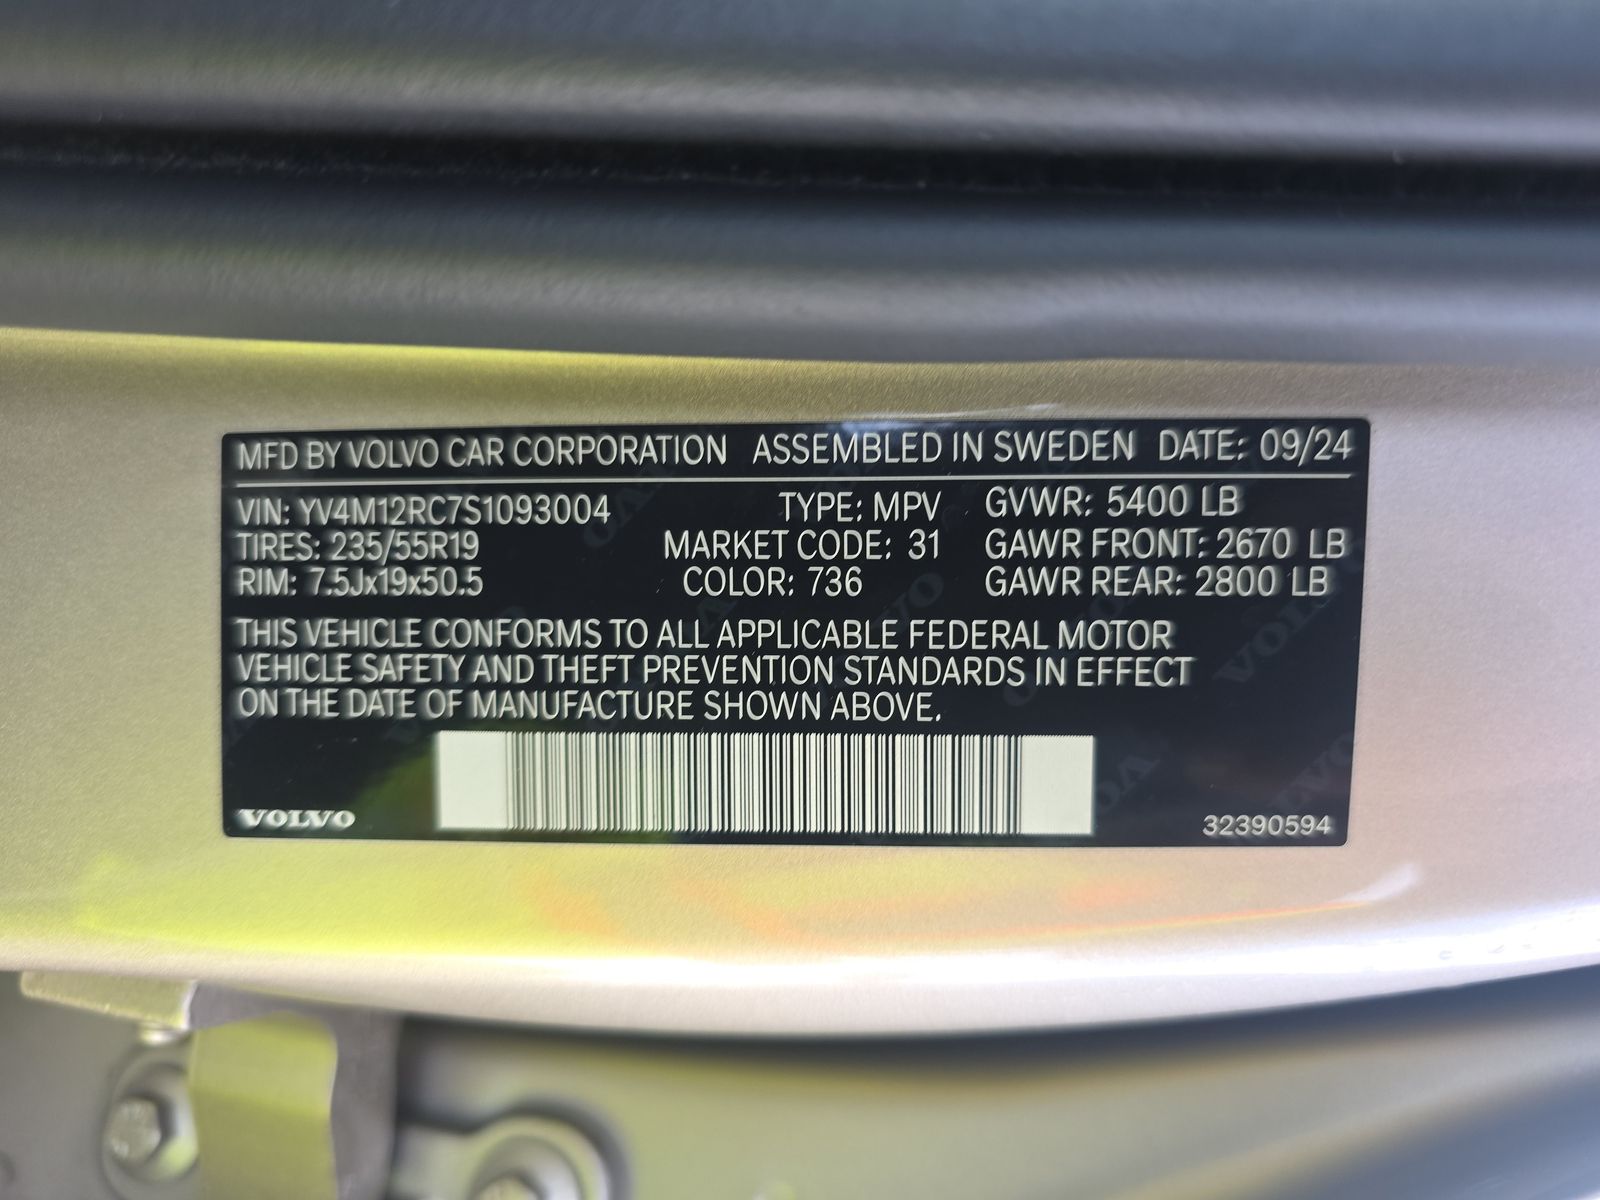 MFD BY VOLVO CAR CORPORATION ASSEMBLED IN SWEDEN DATE: 09/24
VIN: YV4M12RC7S1093004 TYPE: MPV GVWR: 5400 LB
TIRES: 235/55R19 MARKET CODE: 31 GAWR FRONT: 2670 LB
RIM: 7.5Jx19x50.5 COLOR: 736 GAWR REAR: 2800 LB
THIS VEHICLE CONFORMS TO ALL APPLICABLE FEDERAL MOTOR
VEHICLE SAFETY AND THEFT PREVENTION STANDARDS IN EFFECT
ON THE DATE OF MANUFACTURE SHOWN ABOVE.
VOLVO 32390594